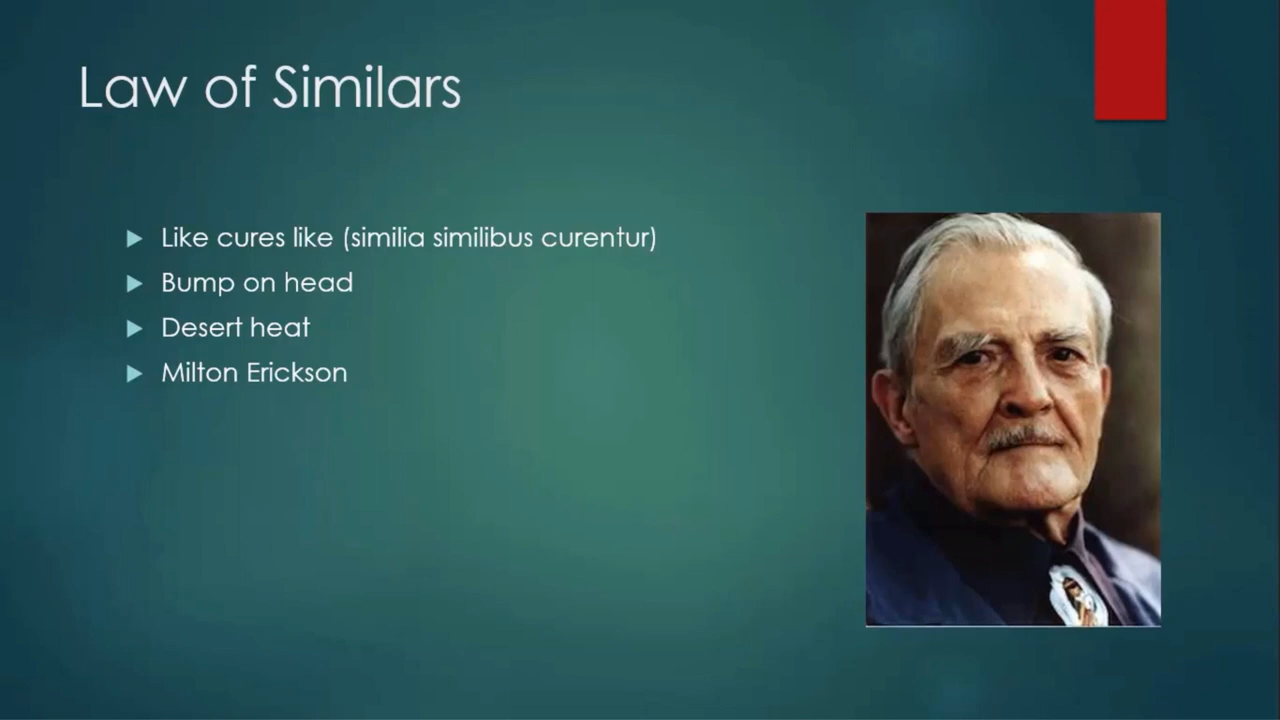 Law of Similars
Like cures like (similia similibus curentur)
Bump on head
Desert heat
Milton Erickson